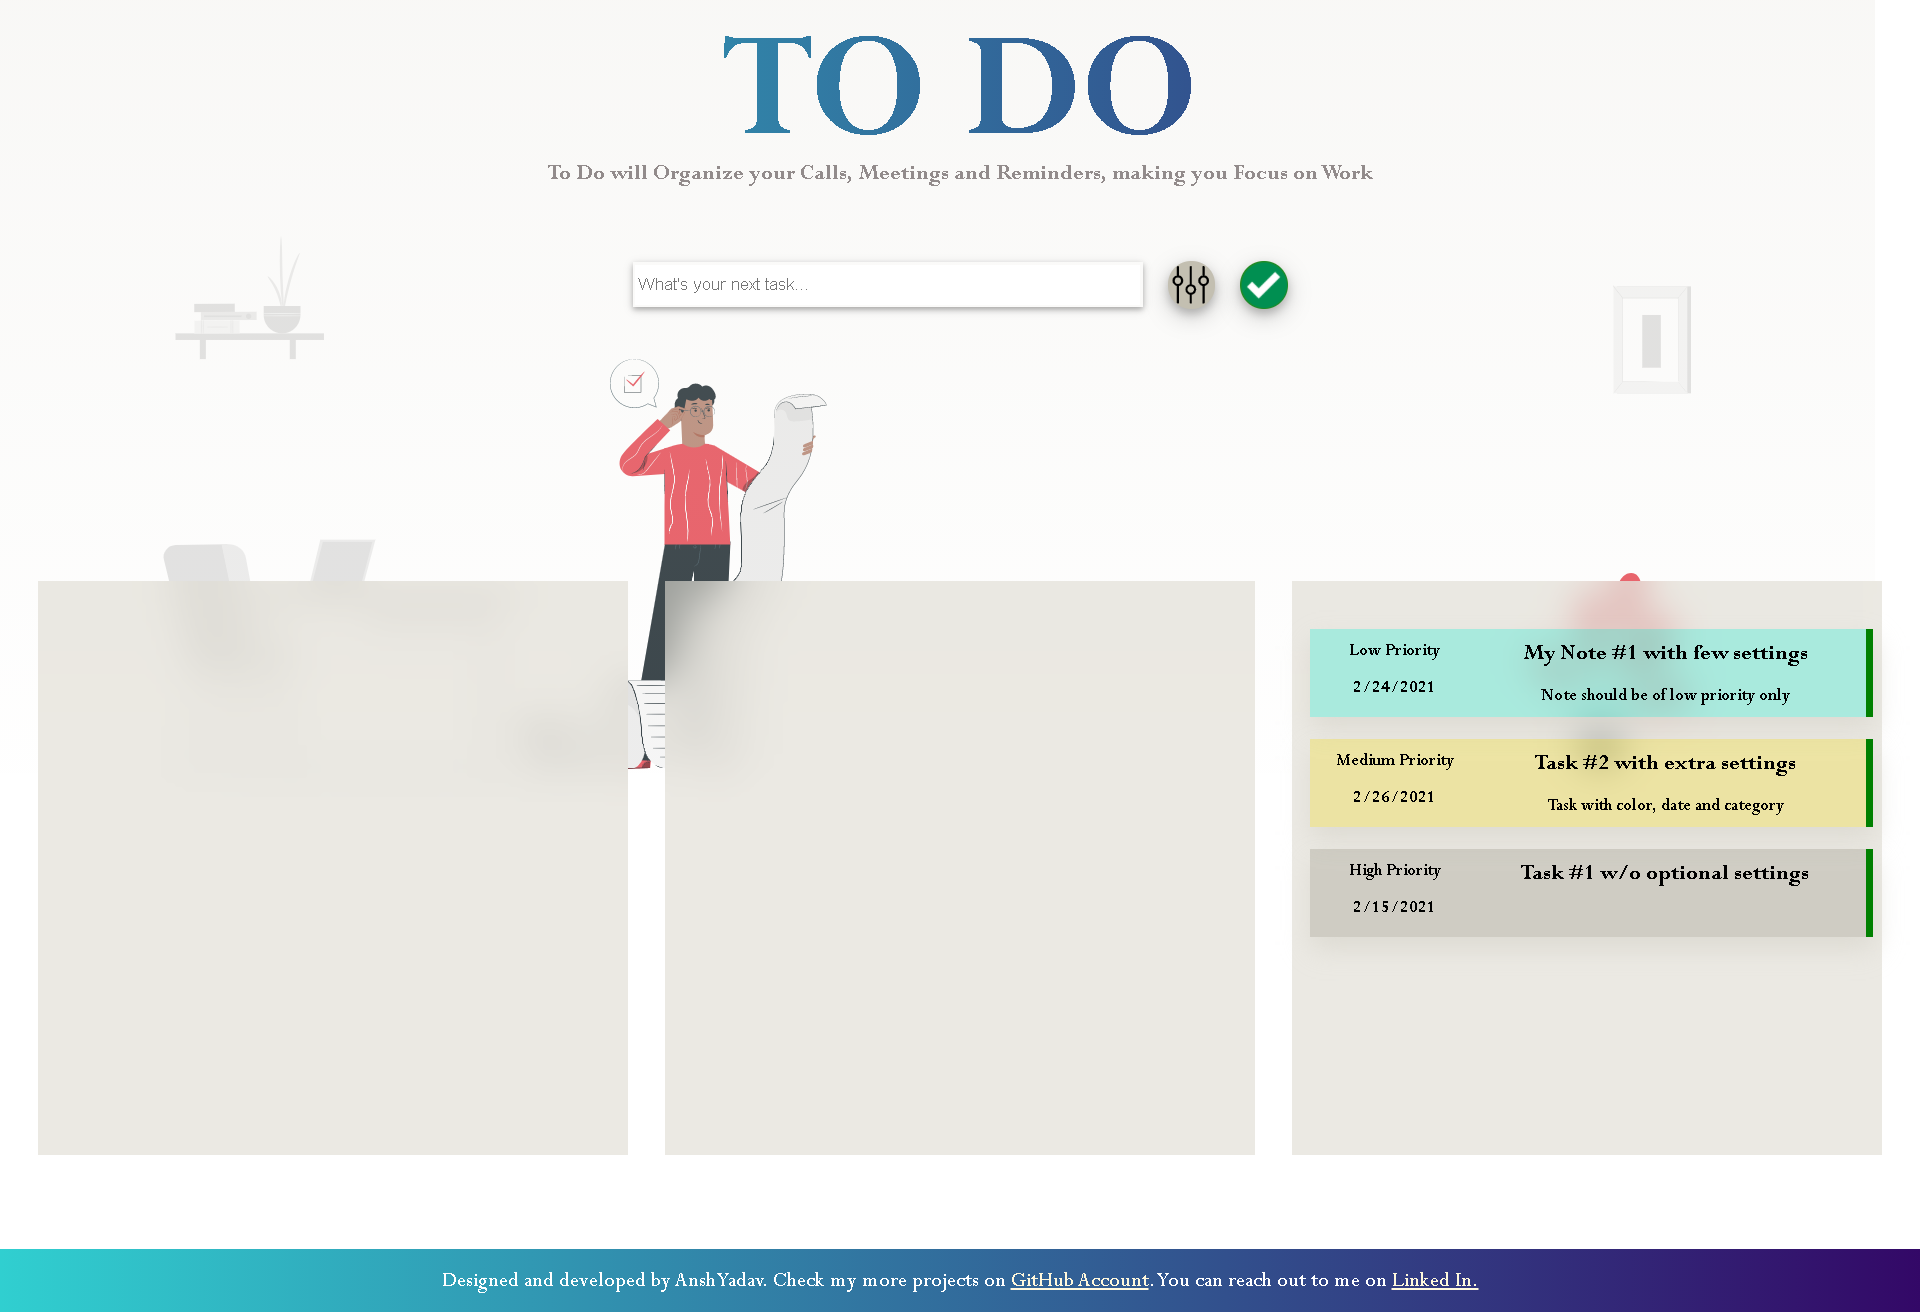 TO DO
To Do will Organize your Calls, Meetings and Reminders, making you Focus on Work
What's your next task...
Low Priority
My Note #1 with few settings
2/24/2021
Note should be of low priority only
Medium Priority
Task #2 with extra settings
2/26/2021
Task with color, date and category
High Priority
Task #1 w/o optional settings
2/15/2021
Designed and developed by Ansh Yadav. Check my more projects on GitHub Account. You can reach out to me on Linked In.